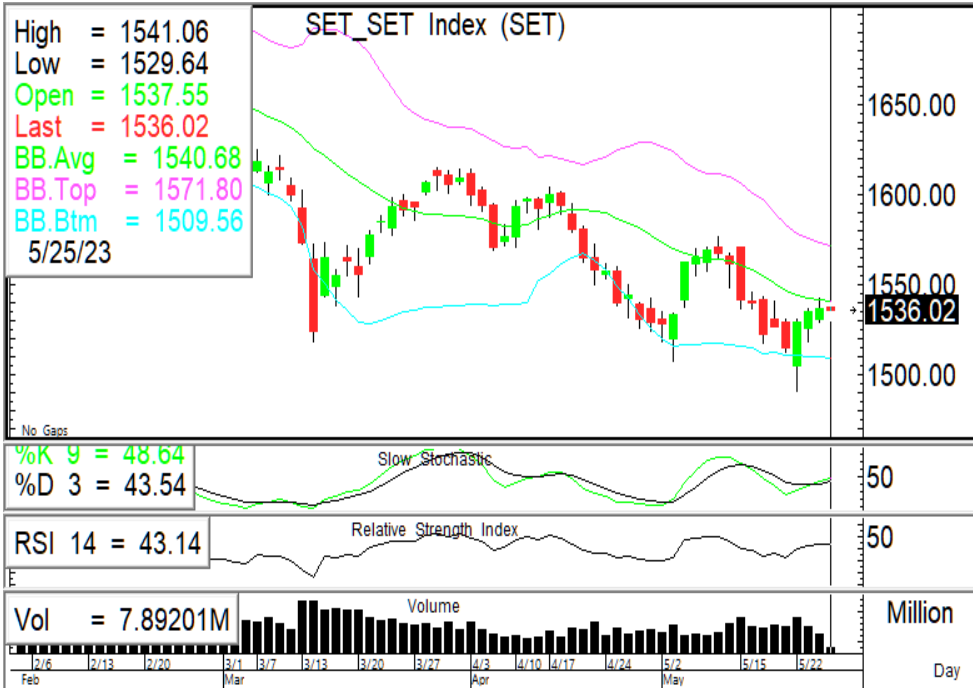 SET_SET Index (SET)
High = 1541.06
Low = 1529.64
Open = 1537.55
Last = 1536.02
BB.Avg = 1540.68
BB.Top = 1571.80
BB.Btm = 1509.56
5/25/23
1650.00
1600.00
1550.00
1536.02
1500.00
No Gaps
%K 9 = 48.64
%D 3 = 43.54
Slow Stochastic
50
RSI 14 = 43.14
Relative Strength Index
50
Vol = 7.89201M
Volume
Million
2/6 2/13 2/20 3/1 3/7 3/13 3/20 3/27 4/3 4/10 4/17 4/24 5/2 5/15 5/22
Feb Mar Apr May
Day